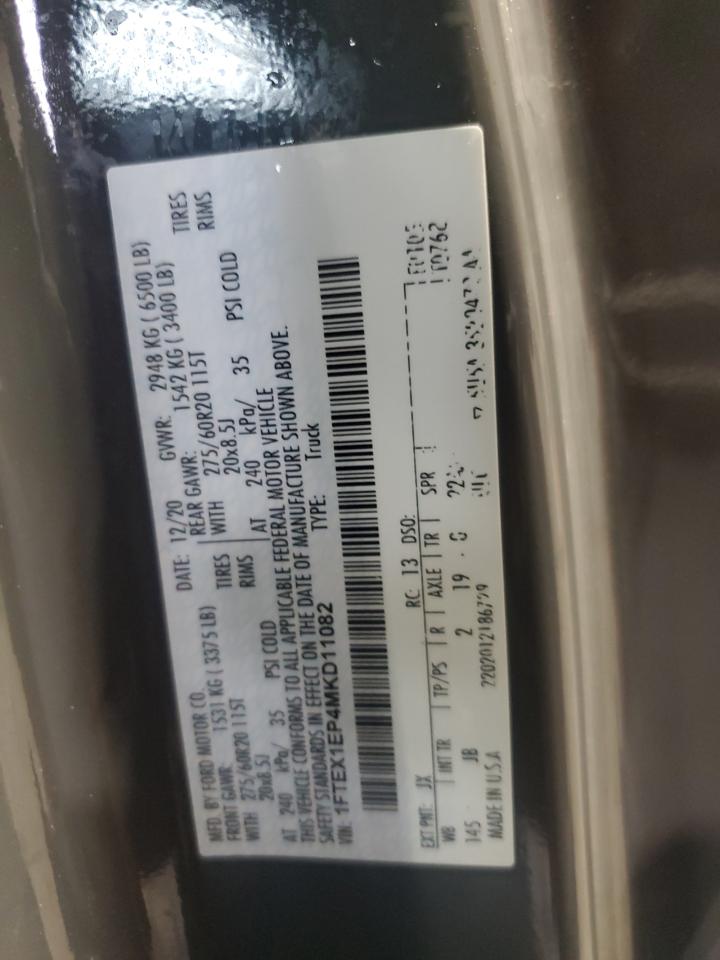 MFD. BY FORD MOTOR CO. DATE: 12/20 GVWR: 2948 KG ( 6500 LB)
FRONT GAWR: 1531 KG ( 3375 LB) REAR GAWR: 1542 KG ( 3400 LB)
WITH 275/60R20 115T TIRES WITH 275/60R20 115T TIRES
20x8.5J RIMS 20x8.5J RIMS
AT 240 kPa/ 35 PSI COLD AT 240 kPa/ 35 PSI COLD
THIS VEHICLE CONFORMS TO ALL APPLICABLE FEDERAL MOTOR VEHICLE
SAFETY STANDARDS IN EFFECT ON THE DATE OF MANUFACTURE SHOWN ABOVE.
VIN: 1FTEX1EP4MKD11082 TYPE: Truck
EXT PNT: JX RC: 13 DSO:
WB INT TR TP/PS R AXLE TR SPR
145 JB 2 19
MADE IN U.S.A